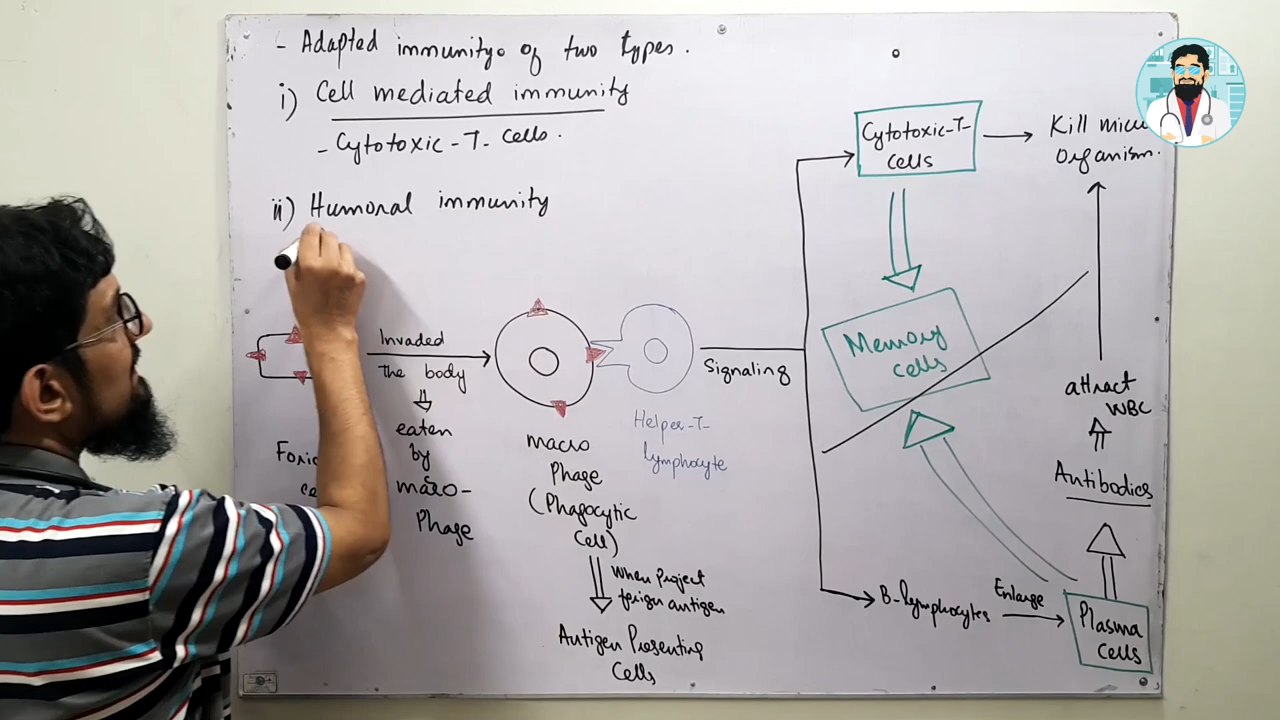 - Adapted immunity of two types.
i) Cell mediated immunity
- Cytotoxic-T-cells.
ii) Humoral immunity
Invaded
The body
eaten
by
macro-
Phage
macro
Phage
(Phagocytic
Cell)
When project
forign antigen
Antigen Presenting
Cells
Helper-T-
lymphocyte
Signaling
Cytotoxic-T-
cells
Kill micro
organism.
Memory
cells
attract
WBC
Antibodies
B-lymphocytes
Enlarge
Plasma
cells